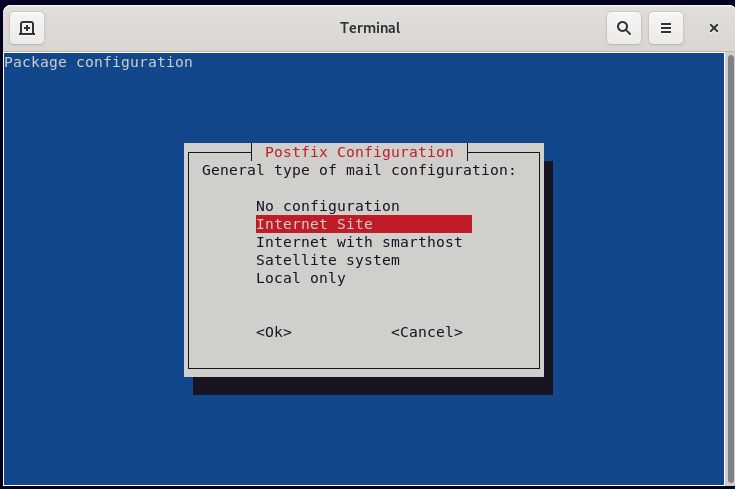 Terminal
Package configuration
Postfix Configuration
General type of mail configuration:
No configuration
Internet Site
Internet with smarthost
Satellite system
Local only
<Ok> <Cancel>